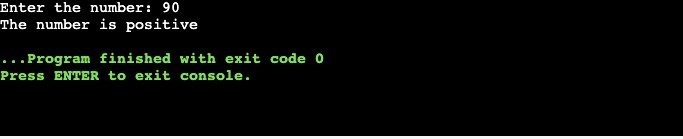 Enter the number: 90
The number is positive
...Program finished with exit code 0
Press ENTER to exit console.